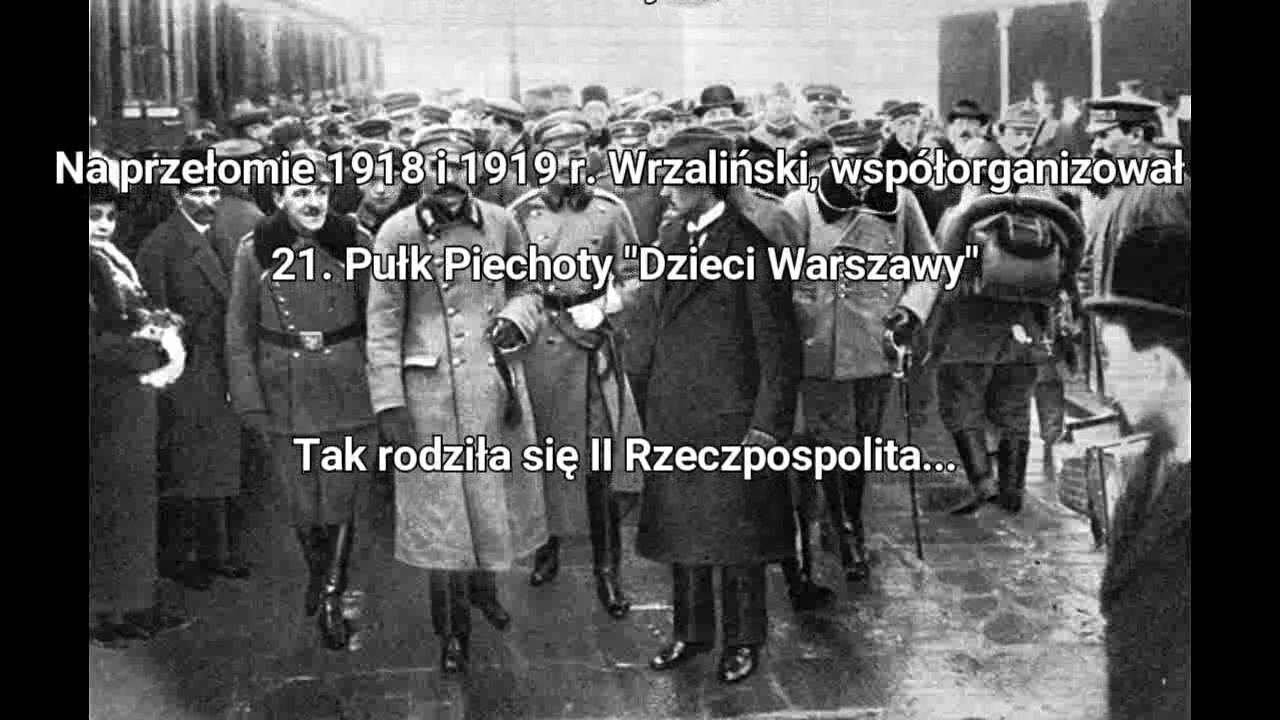 Na przełomie 1918 i 1919 r. Wrzaliński, współorganizował
21. Pułk Piechoty "Dzieci Warszawy"
Tak rodziła się II Rzeczpospolita...